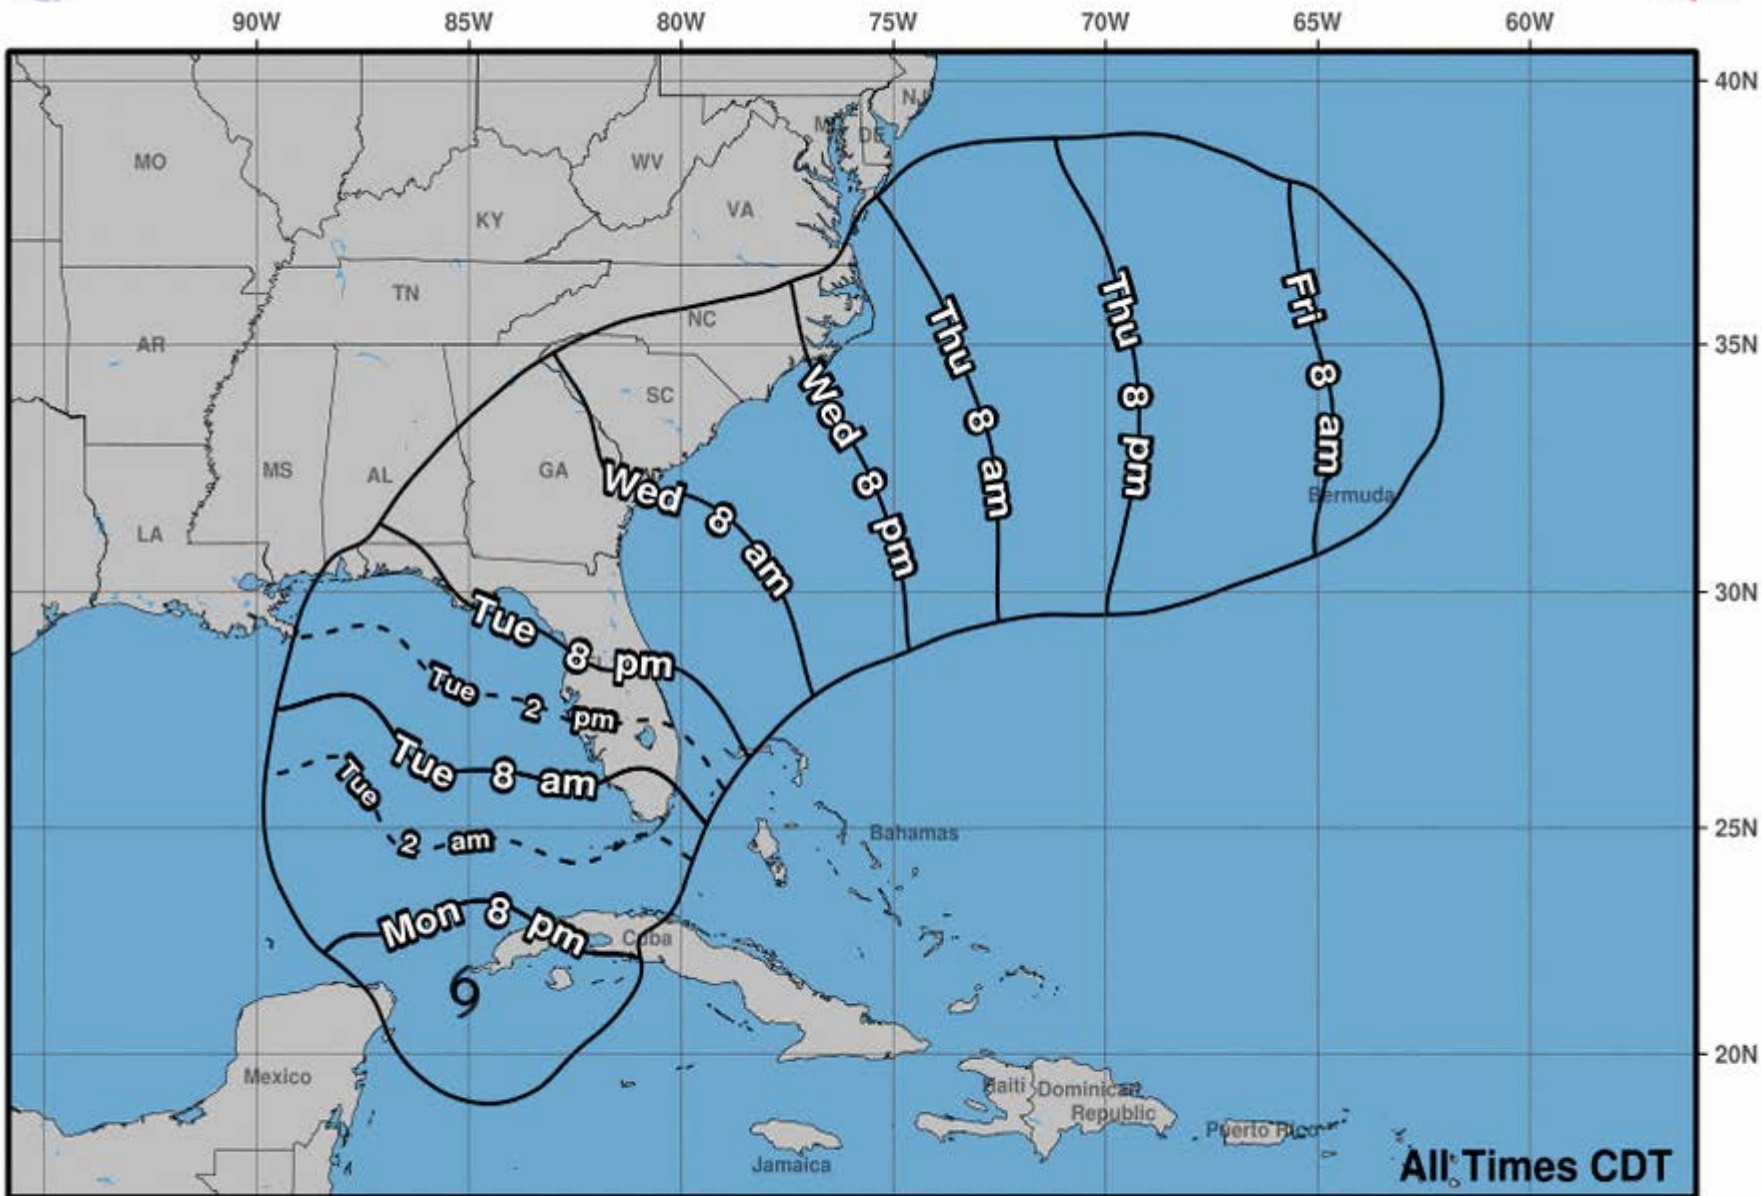 90W 85W 80W 75W 70W 65W 60W
40N
NJ
DE
MO
WV
VA
KY
TN
NC
35N
AR
SC
MS
AL
GA
LA
Bermuda
Fri 8 am
Thu 8 pm
Thu 8 am
Wed 8 pm
Wed 8 am
30N
Tue 8 pm
Tue 2 pm
Tue 8 am
Tue 2 am
Mon 8 pm
Bahamas
25N
Cuba
20N
Mexico
Haiti
Dominican
Republic
Puerto Rico
Jamaica
All Times CDT